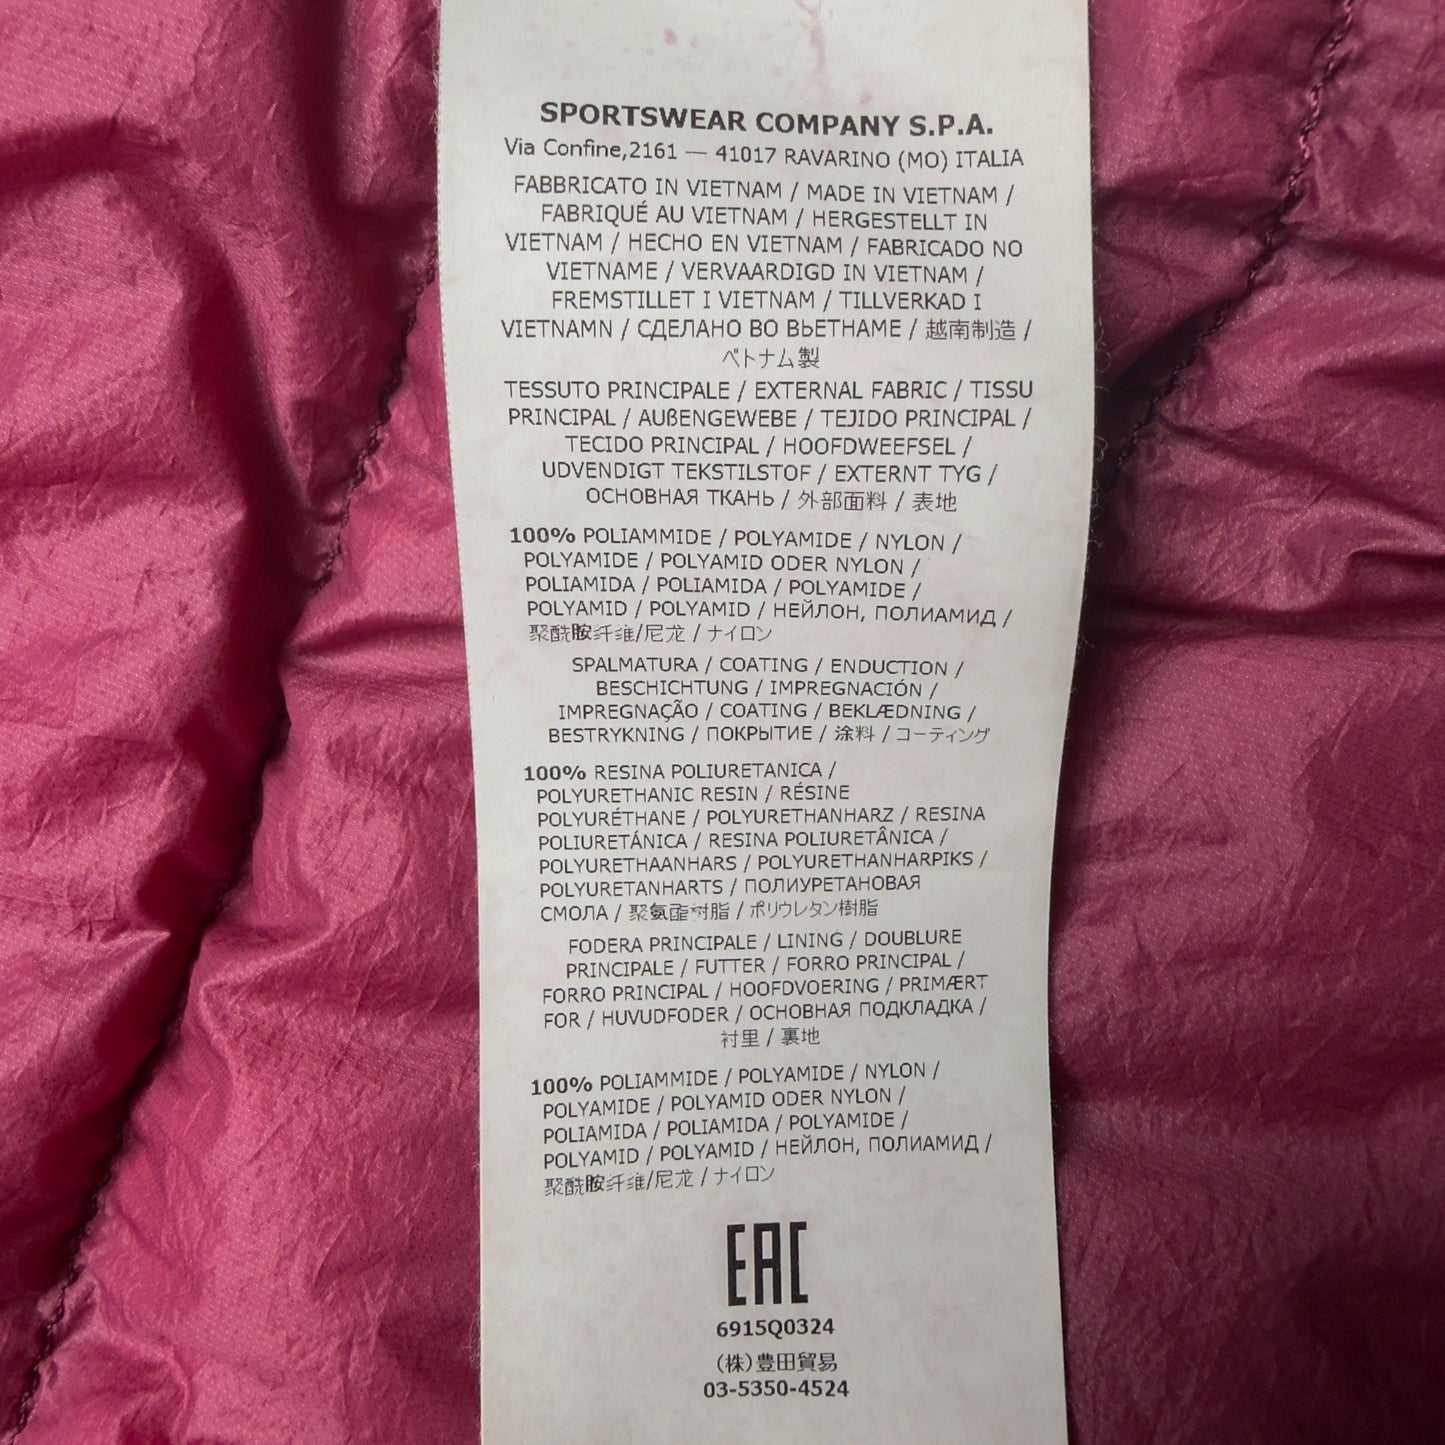 SPORTSWEAR COMPANY S.P.A.
Via Confine,2161 — 41017 RAVARINO (MO) ITALIA
FABBRICATO IN VIETNAM / MADE IN VIETNAM /
FABRIQUÉ AU VIETNAM / HERGESTELLT IN
VIETNAM / HECHO EN VIETNAM / FABRICADO NO
VIETNAME / VERVAARDIGD IN VIETNAM /
FREMSTILLET I VIETNAM / TILLVERKAD I
VIETNAMN / СДЕЛАНО ВО ВЬЕТНАМЕ / 越南制造 /
ベトナム製
TESSUTO PRINCIPALE / EXTERNAL FABRIC / TISSU
PRINCIPAL / AUßENGEWEBE / TEJIDO PRINCIPAL /
TECIDO PRINCIPAL / HOOFDWEEFSEL /
UDVENDIGT TEKSTILSTOF / EXTERNT TYG /
ОСНОВНАЯ ТКАНЬ / 外部面料 / 表地
100% POLIAMMIDE / POLYAMIDE / NYLON /
POLYAMIDE / POLYAMID ODER NYLON /
POLIAMIDA / POLIAMIDA / POLYAMIDE /
POLYAMID / POLYAMID / НЕЙЛОН, ПОЛИАМИД /
聚酰胺纤维/尼龙 / ナイロン
SPALMATURA / COATING / ENDUCTION /
BESCHICHTUNG / IMPREGNACIÓN /
IMPREGNAÇÃO / COATING / BEKLÆDNING /
BESTRYKNING / ПОКРЫТИЕ / 涂料 / コーティング
100% RESINA POLIURETANICA /
POLYURETHANIC RESIN / RÉSINE
POLYURÉTHANE / POLYURETHANHARZ / RESINA
POLIURETÁNICA / RESINA POLIURETÂNICA /
POLYURETHAANHARS / POLYURETHANHARPIKS /
POLYURETANHARTS / ПОЛИУРЕТАНОВАЯ
СМОЛА / 聚氨酯树脂 / ポリウレタン樹脂
FODERA PRINCIPALE / LINING / DOUBLURE
PRINCIPALE / FUTTER / FORRO PRINCIPAL /
FORRO PRINCIPAL / HOOFDVOERING / PRIMÆRT
FOR / HUVUDFODER / ОСНОВНАЯ ПОДКЛАДКА /
衬里 / 裏地
100% POLIAMMIDE / POLYAMIDE / NYLON /
POLYAMIDE / POLYAMID ODER NYLON /
POLIAMIDA / POLIAMIDA / POLYAMIDE /
POLYAMID / POLYAMID / НЕЙЛОН, ПОЛИАМИД /
聚酰胺纤维/尼龙 / ナイロン
EAC
6915Q0324
(株)豊田貿易
03-5350-4524